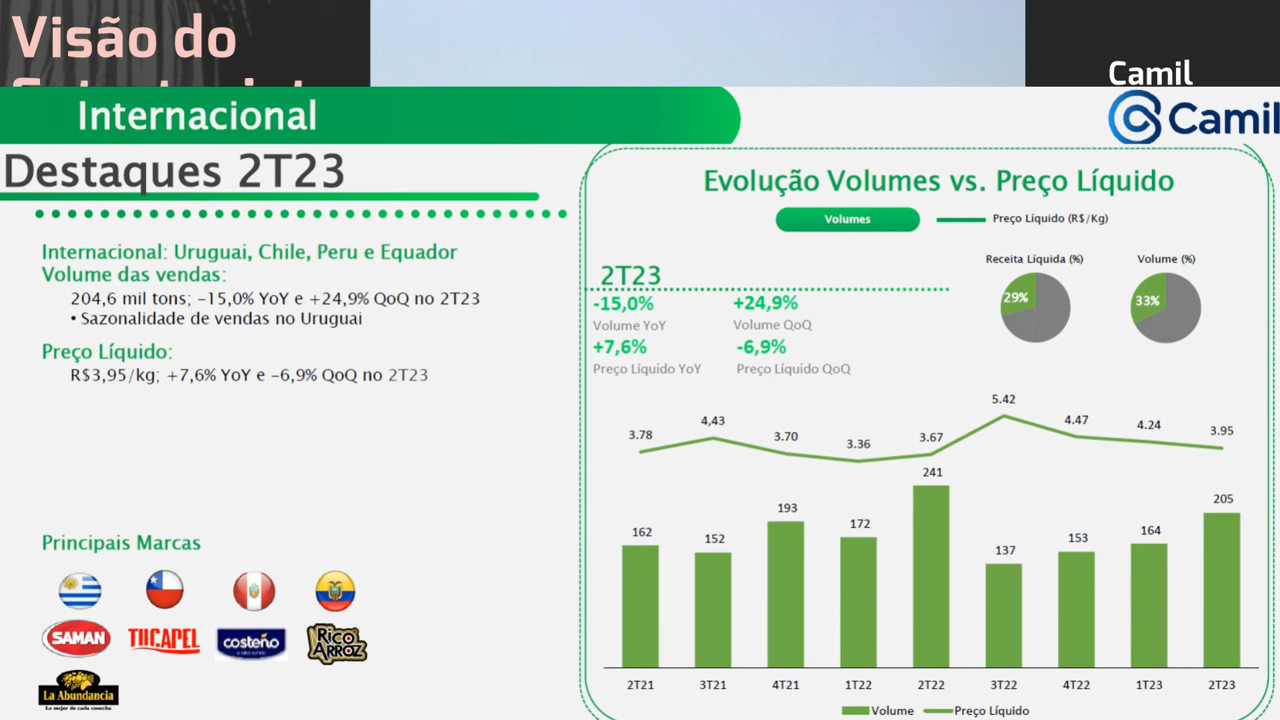 Visão do
Camil
Internacional
Camil
Destaques 2T23
Internacional: Uruguai, Chile, Peru e Equador
Volume das vendas:
204,6 mil tons; -15,0% YoY e +24,9% QoQ no 2T23
• Sazonalidade de vendas no Uruguai
Preço Líquido:
R$3,95/kg; +7,6% YoY e -6,9% QoQ no 2T23
Principais Marcas
SAMAN
TUCAPEL
costeño
RICO ARROZ
La Abundancia
Lo mejor de cada cosecha
Evolução Volumes vs. Preço Líquido
Volumes
Preço Líquido (R$/Kg)
2T23
-15,0% +24,9%
Volume YoY Volume QoQ
+7,6% -6,9%
Preço Líquido YoY Preço Líquido QoQ
Receita Líquida (%) Volume (%)
29% 33%
3.78 4,43 3.70 3.36 3.67 5.42 4.47 4.24 3.95
162 152 193 172 241 137 153 164 205
2T21 3T21 4T21 1T22 2T22 3T22 4T22 1T23 2T23
Volume Preço Líquido